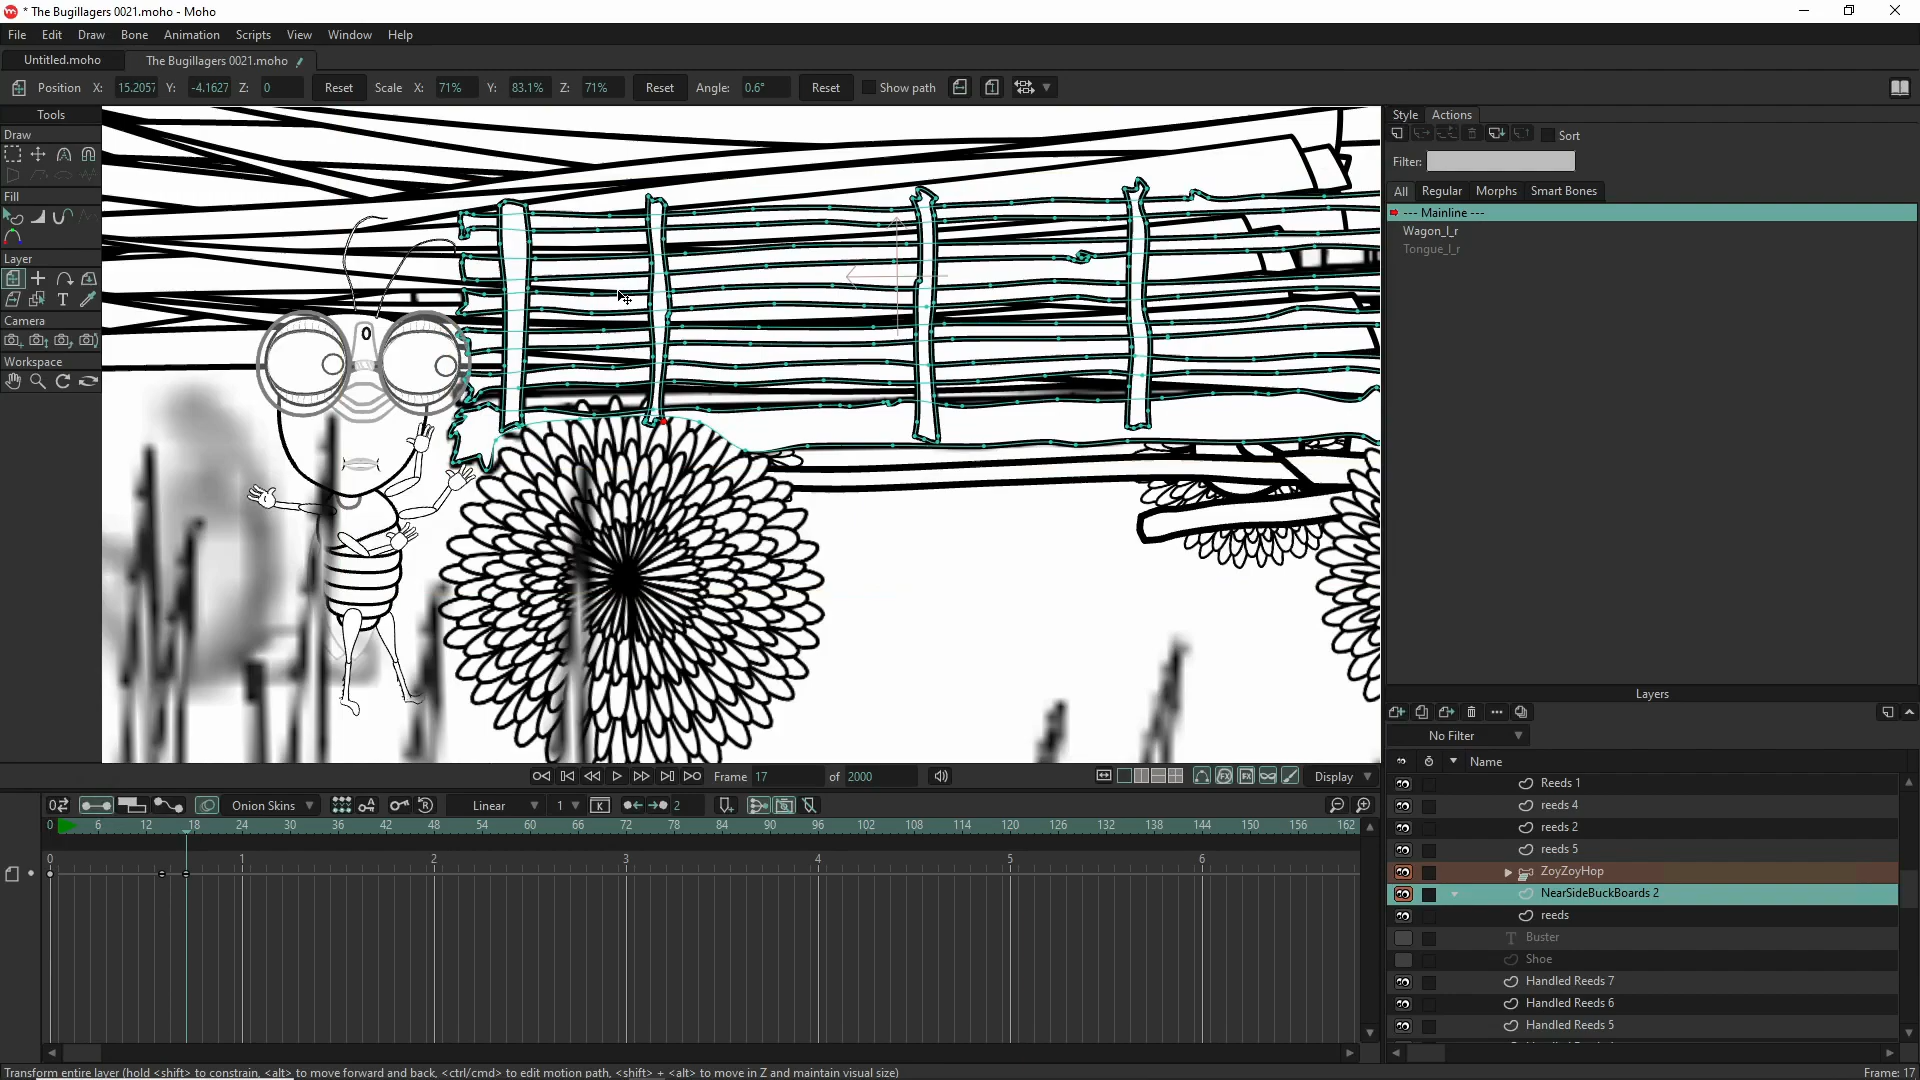 * The Bugillagers 0021.moho - Moho
File Edit Draw Bone Animation Scripts View Window Help
Untitled.moho The Bugillagers 0021.moho
Position X: 15.2057 Y: -4.1627 Z: 0 Reset Scale X: 71% Y: 83.1% Z: 71% Reset Angle: 0.6° Reset Show path
Tools
Draw
Fill
Layer
Camera
Workspace
Style Actions
Sort
Filter:
All Regular Morphs Smart Bones
--- Mainline ---
Wagon_l_r
Tongue_l_r
Layers
No Filter
Name
Reeds 1
reeds 4
reeds 2
reeds 5
ZoyZoyHop
NearSideBuckBoards 2
reeds
Buster
Shoe
Handled Reeds 7
Handled Reeds 6
Handled Reeds 5
Frame 17 of 2000 Display
Onion Skins Linear 1 2
0 6 12 18 24 30 36 42 48 54 60 66 72 78 84 90 96 102 108 114 120 126 132 138 144 150 156 162
0 1 2 3 4 5 6
Transform entire layer (hold <shift> to constrain, <alt> to move forward and back, <ctrl/cmd> to edit motion path, <shift> + <alt> to move in Z and maintain visual size)
Frame: 17